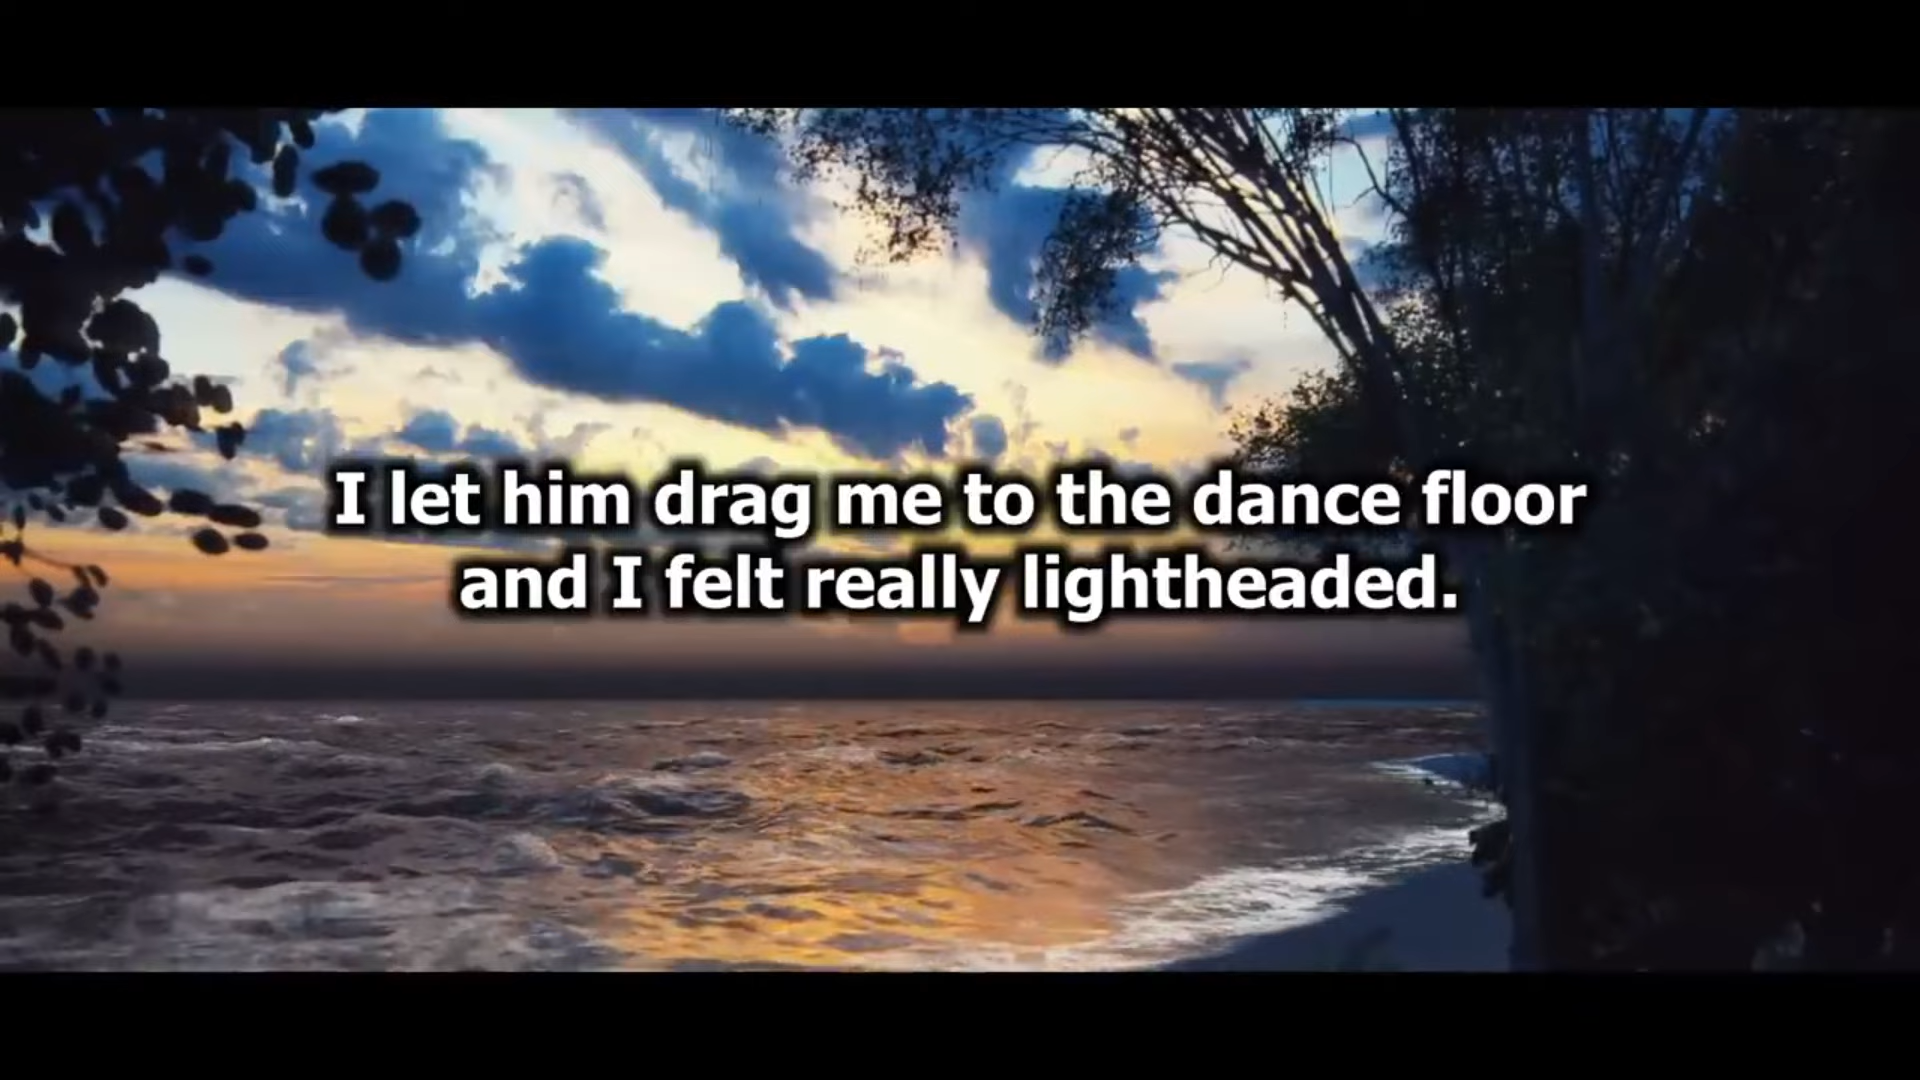 I let him drag me to the dance floor
and I felt really lightheaded.